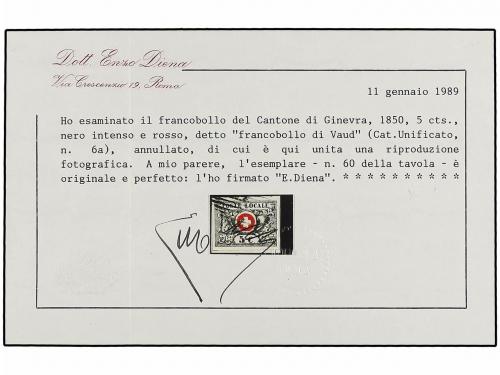 Dott. Enzo Diena
Via Crescenzio 19, Roma
11 gennaio 1989
Ho esaminato il francobollo del Cantone di Ginevra, 1850, 5 cts.,
nero intenso e rosso, detto "francobollo di Vaud" (Cat.Unificato,
n. 6a), annullato, di cui è qui unita una riproduzione
fotografica. A mio parere, l'esemplare - n. 60 della tavola - è
originale e perfetto: l'ho firmato "E.Diena". * * * * * * * * * *
POSTE LOCALE